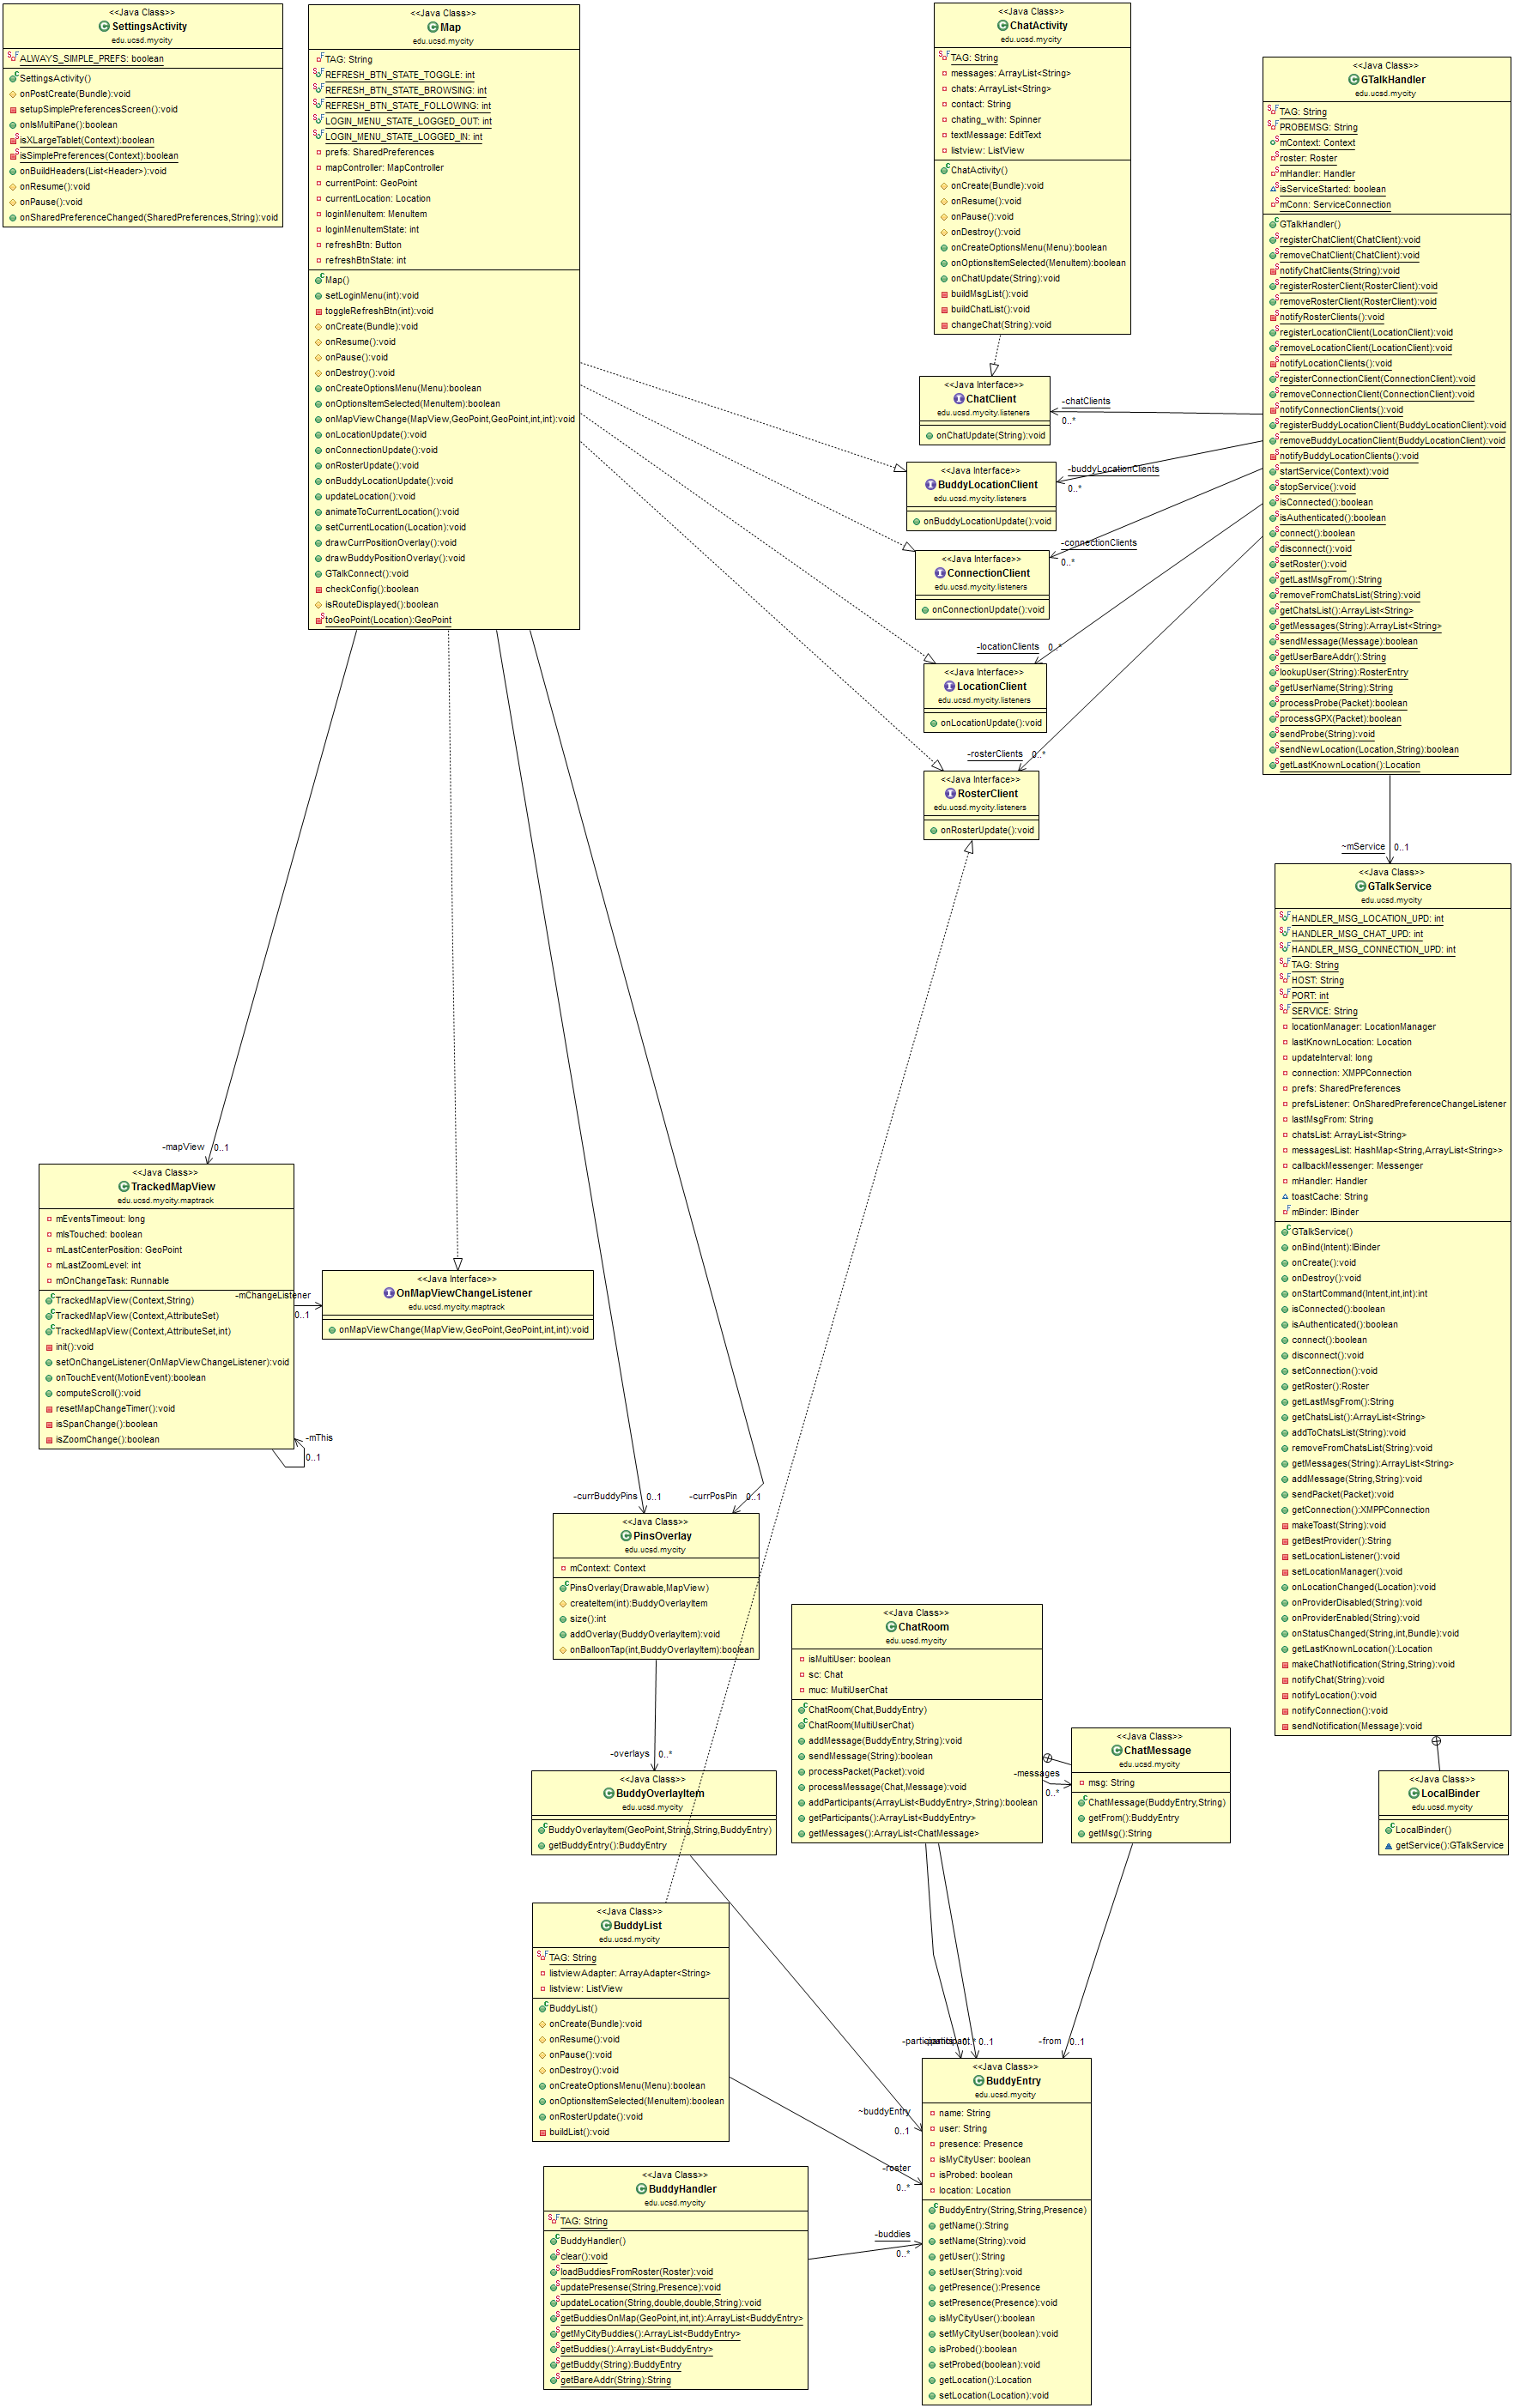 <<Java Class>>
SettingsActivity
edu.ucsd.mycity
ALWAYS_SIMPLE_PREFS: boolean
SettingsActivity()
onPostCreate(Bundle):void
setupSimplePreferencesScreen():void
onIsMultiPane():boolean
isXLargeTablet(Context):boolean
isSimplePreferences(Context):boolean
onBuildHeaders(List<Header>):void
onResume():void
onPause():void
onSharedPreferenceChanged(SharedPreferences,String):void
<<Java Class>>
Map
edu.ucsd.mycity
TAG: String
REFRESH_BTN_STATE_TOGGLE: int
REFRESH_BTN_STATE_BROWSING: int
REFRESH_BTN_STATE_FOLLOWING: int
LOGIN_MENU_STATE_LOGGED_OUT: int
LOGIN_MENU_STATE_LOGGED_IN: int
prefs: SharedPreferences
mapController: MapController
currentPoint: GeoPoint
currentLocation: Location
loginMenuItem: MenuItem
loginMenuItemState: int
refreshBtn: Button
refreshBtnState: int
Map()
setLoginMenu(int):void
toggleRefreshBtn(int):void
onCreate(Bundle):void
onResume():void
onPause():void
onDestroy():void
onCreateOptionsMenu(Menu):boolean
onOptionsItemSelected(MenuItem):boolean
onMapViewChange(MapView,GeoPoint,GeoPoint,int,int):void
onLocationUpdate():void
onConnectionUpdate():void
onRosterUpdate():void
onBuddyLocationUpdate():void
updateLocation():void
animateToCurrentLocation():void
setCurrentLocation(Location):void
drawCurrPositionOverlay():void
drawBuddyPositionOverlay():void
GTalkConnect():void
checkConfig():boolean
isRouteDisplayed():boolean
toGeoPoint(Location):GeoPoint
<<Java Class>>
ChatActivity
edu.ucsd.mycity
TAG: String
messages: ArrayList<String>
chats: ArrayList<String>
contact: String
chating_with: Spinner
textMessage: EditText
listview: ListView
ChatActivity()
onCreate(Bundle):void
onResume():void
onPause():void
onDestroy():void
onCreateOptionsMenu(Menu):boolean
onOptionsItemSelected(MenuItem):boolean
onChatUpdate(String):void
buildMsgList():void
buildChatList():void
changeChat(String):void
<<Java Class>>
GTalkHandler
edu.ucsd.mycity
TAG: String
PROBEMSG: String
mContext: Context
roster: Roster
mHandler: Handler
isServiceStarted: boolean
mConn: ServiceConnection
GTalkHandler()
registerChatClient(ChatClient):void
removeChatClient(ChatClient):void
notifyChatClients(String):void
registerRosterClient(RosterClient):void
removeRosterClient(RosterClient):void
notifyRosterClients():void
registerLocationClient(LocationClient):void
removeLocationClient(LocationClient):void
notifyLocationClients():void
registerConnectionClient(ConnectionClient):void
removeConnectionClient(ConnectionClient):void
notifyConnectionClients():void
registerBuddyLocationClient(BuddyLocationClient):void
removeBuddyLocationClient(BuddyLocationClient):void
notifyBuddyLocationClients():void
startService(Context):void
stopService():void
isConnected():boolean
isAuthenticated():boolean
connect():boolean
disconnect():void
setRoster():void
getLastMsgFrom():String
removeFromChatsList(String):void
getChatsList():ArrayList<String>
getMessages(String):ArrayList<String>
sendMessage(Message):boolean
getUserBareAddr():String
lookupUser(String):RosterEntry
getUserName(String):String
processProbe(Packet):boolean
processGPX(Packet):boolean
sendProbe(String):void
sendNewLocation(Location,String):boolean
getLastKnownLocation():Location
<<Java Interface>>
ChatClient
edu.ucsd.mycity.listeners
onChatUpdate(String):void
-chatClients
0..*
<<Java Interface>>
BuddyLocationClient
edu.ucsd.mycity.listeners
onBuddyLocationUpdate():void
-buddyLocationClients
0..*
<<Java Interface>>
ConnectionClient
edu.ucsd.mycity.listeners
onConnectionUpdate():void
-connectionClients
0..*
-locationClients
0..*
<<Java Interface>>
LocationClient
edu.ucsd.mycity.listeners
onLocationUpdate():void
-rosterClients
0..*
<<Java Interface>>
RosterClient
edu.ucsd.mycity.listeners
onRosterUpdate():void
~mService
0..1
<<Java Class>>
GTalkService
edu.ucsd.mycity
HANDLER_MSG_LOCATION_UPD: int
HANDLER_MSG_CHAT_UPD: int
HANDLER_MSG_CONNECTION_UPD: int
TAG: String
HOST: String
PORT: int
SERVICE: String
locationManager: LocationManager
lastKnownLocation: Location
updateInterval: long
connection: XMPPConnection
prefs: SharedPreferences
prefsListener: OnSharedPreferenceChangeListener
lastMsgFrom: String
chatsList: ArrayList<String>
messagesList: HashMap<String,ArrayList<String>>
callbackMessenger: Messenger
mHandler: Handler
toastCache: String
mBinder: IBinder
GTalkService()
onBind(Intent):IBinder
onCreate():void
onDestroy():void
onStartCommand(Intent,int,int):int
isConnected():boolean
isAuthenticated():boolean
connect():boolean
disconnect():void
setConnection():void
getRoster():Roster
getLastMsgFrom():String
getChatsList():ArrayList<String>
addToChatsList(String):void
removeFromChatsList(String):void
getMessages(String):ArrayList<String>
addMessage(String,String):void
sendPacket(Packet):void
getConnection():XMPPConnection
makeToast(String):void
getBestProvider():String
setLocationListener():void
setLocationManager():void
onLocationChanged(Location):void
onProviderDisabled(String):void
onProviderEnabled(String):void
onStatusChanged(String,int,Bundle):void
getLastKnownLocation():Location
makeChatNotification(String,String):void
notifyChat(String):void
notifyLocation():void
notifyConnection():void
sendNotification(Message):void
-mapView
0..1
<<Java Class>>
TrackedMapView
edu.ucsd.mycity.maptrack
mEventsTimeout: long
mIsTouched: boolean
mLastCenterPosition: GeoPoint
mLastZoomLevel: int
mOnChangeTask: Runnable
TrackedMapView(Context,String)
TrackedMapView(Context,AttributeSet)
TrackedMapView(Context,AttributeSet,int)
init():void
setOnChangeListener(OnMapViewChangeListener):void
onTouchEvent(MotionEvent):boolean
computeScroll():void
resetMapChangeTimer():void
isSpanChange():boolean
isZoomChange():boolean
-mChangeListener
0..1
-mThis
0..1
<<Java Interface>>
OnMapViewChangeListener
edu.ucsd.mycity.maptrack
onMapViewChange(MapView,GeoPoint,GeoPoint,int,int):void
-currBuddyPins
0..1
-currPosPin
0..1
<<Java Class>>
PinsOverlay
edu.ucsd.mycity
mContext: Context
PinsOverlay(Drawable,MapView)
createItem(int):BuddyOverlayItem
size():int
addOverlay(BuddyOverlayItem):void
onBalloonTap(int,BuddyOverlayItem):boolean
-overlays
0..*
<<Java Class>>
BuddyOverlayItem
edu.ucsd.mycity
BuddyOverlayItem(GeoPoint,String,String,BuddyEntry)
getBuddyEntry():BuddyEntry
<<Java Class>>
ChatRoom
edu.ucsd.mycity
isMultiUser: boolean
sc: Chat
muc: MultiUserChat
ChatRoom(Chat,BuddyEntry)
ChatRoom(MultiUserChat)
addMessage(BuddyEntry,String):void
sendMessage(String):boolean
processPacket(Packet):void
processMessage(Chat,Message):void
addParticipants(ArrayList<BuddyEntry>,String):boolean
getParticipants():ArrayList<BuddyEntry>
getMessages():ArrayList<ChatMessage>
-messages
0..*
<<Java Class>>
ChatMessage
edu.ucsd.mycity
msg: String
ChatMessage(BuddyEntry,String)
getFrom():BuddyEntry
getMsg():String
<<Java Class>>
LocalBinder
edu.ucsd.mycity
LocalBinder()
getService():GTalkService
<<Java Class>>
BuddyList
edu.ucsd.mycity
TAG: String
listviewAdapter: ArrayAdapter<String>
listview: ListView
BuddyList()
onCreate(Bundle):void
onResume():void
onPause():void
onDestroy():void
onCreateOptionsMenu(Menu):boolean
onOptionsItemSelected(MenuItem):boolean
onRosterUpdate():void
buildList():void
0..1
-from
0..1
~buddyEntry
0..1
-roster
0..*
<<Java Class>>
BuddyEntry
edu.ucsd.mycity
name: String
user: String
presence: Presence
isMyCityUser: boolean
isProbed: boolean
location: Location
BuddyEntry(String,String,Presence)
getName():String
setName(String):void
getUser():String
setUser(String):void
getPresence():Presence
setPresence(Presence):void
isMyCityUser():boolean
setMyCityUser(boolean):void
isProbed():boolean
setProbed(boolean):void
getLocation():Location
setLocation(Location):void
<<Java Class>>
BuddyHandler
edu.ucsd.mycity
TAG: String
BuddyHandler()
clear():void
loadBuddiesFromRoster(Roster):void
updatePresense(String,Presence):void
updateLocation(String,double,double,String):void
getBuddiesOnMap(GeoPoint,int,int):ArrayList<BuddyEntry>
getMyCityBuddies():ArrayList<BuddyEntry>
getBuddies():ArrayList<BuddyEntry>
getBuddy(String):BuddyEntry
getBareAddr(String):String
-buddies
0..*